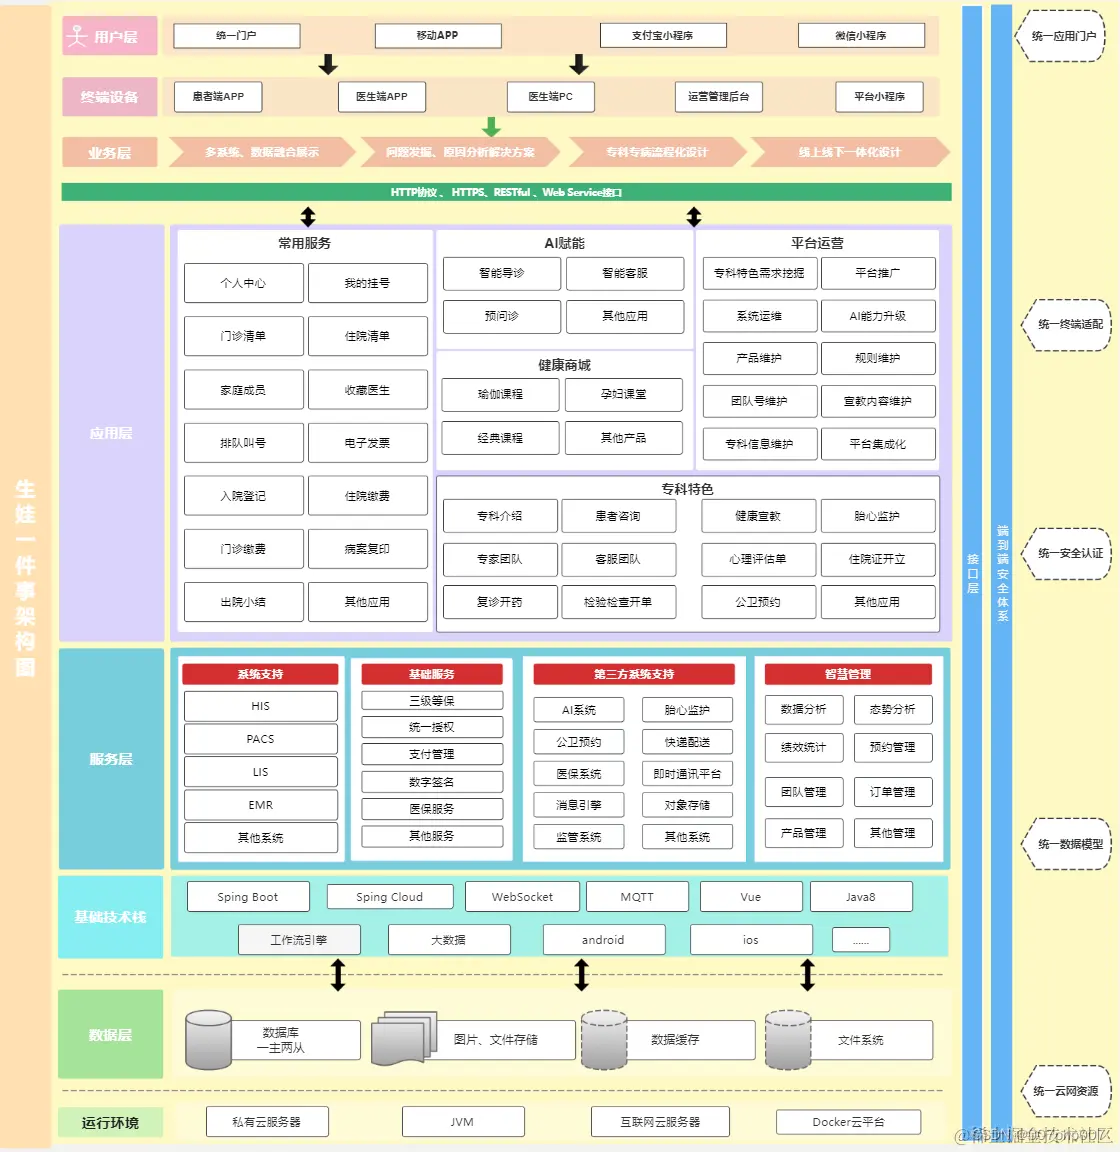 生娃一件事架构图
用户层
统一门户
移动APP
支付宝小程序
微信小程序
终端设备
患者端APP
医生端APP
医生端PC
运营管理后台
平台小程序
业务层
多系统、数据融合展示
问题发掘、原因分析解决方案
专科专病流程化设计
线上线下一体化设计
HTTP协议 、 HTTPS、RESTful 、Web Service接口
应用层
常用服务
个人中心
我的挂号
门诊清单
住院清单
家庭成员
收藏医生
排队叫号
电子发票
入院登记
住院缴费
门诊缴费
病案复印
出院小结
其他应用
AI赋能
智能导诊
智能客服
预问诊
其他应用
健康商城
瑜伽课程
孕妇课堂
经典课程
其他产品
平台运营
专科特色需求挖掘
平台推广
系统运维
AI能力升级
产品维护
规则维护
团队号维护
宣教内容维护
专科信息维护
平台集成化
专科特色
专科介绍
患者咨询
健康宣教
胎心监护
专家团队
客服团队
心理评估单
住院证开立
复诊开药
检验检查开单
公卫预约
其他应用
服务层
系统支持
HIS
PACS
LIS
EMR
其他系统
基础服务
三级等保
统一授权
支付管理
数字签名
医保服务
其他服务
第三方系统支持
AI系统
胎心监护
公卫预约
快递配送
医保系统
即时通讯平台
消息引擎
对象存储
监管系统
其他系统
智慧管理
数据分析
态势分析
绩效统计
预约管理
团队管理
订单管理
产品管理
其他管理
基础技术栈
Sping Boot
Sping Cloud
WebSocket
MQTT
Vue
Java8
工作流引擎
大数据
android
ios
......
数据层
数据库
一主两从
图片、文件存储
数据缓存
文件系统
运行环境
私有云服务器
JVM
互联网云服务器
Docker云平台
接口层
端到端安全体系
统一应用门户
统一终端适配
统一安全认证
统一数据模型
统一云网资源